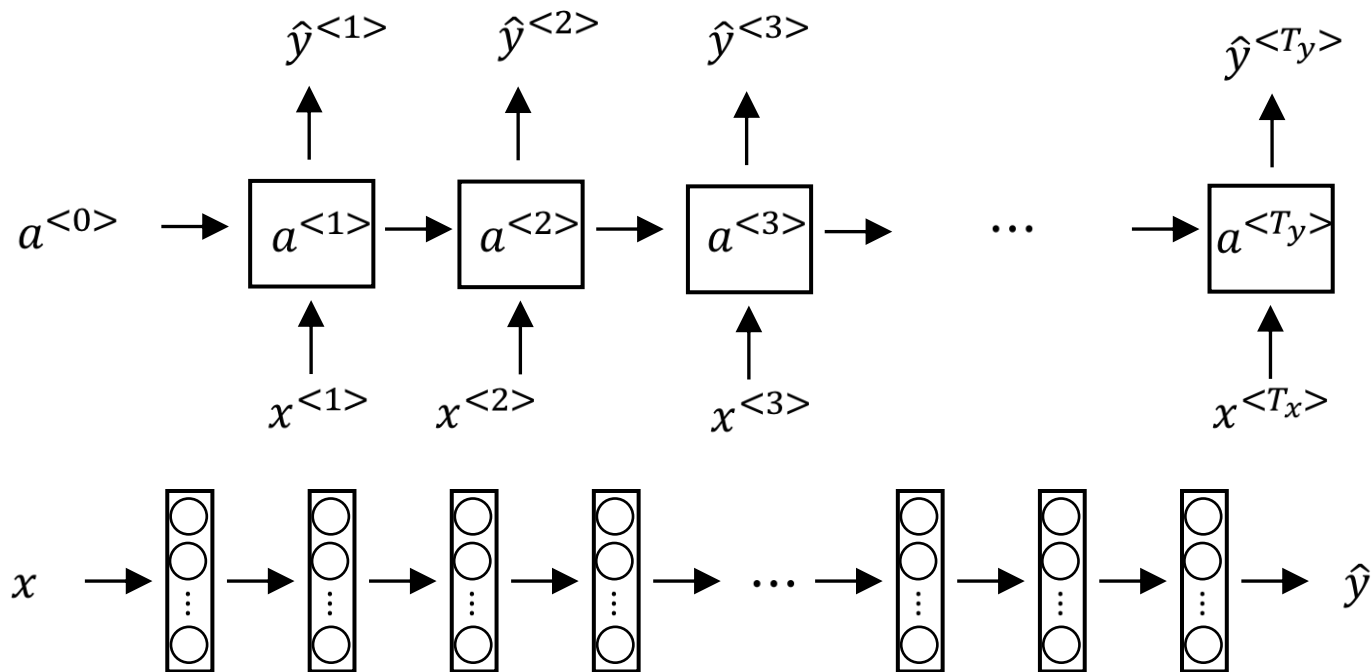 ŷ<1> ŷ<2> ŷ<3> ŷ<Ty>
a<0> a<1> a<2> a<3> ... a<Ty>
x<1> x<2> x<3> x<Tx>
x ... ŷ